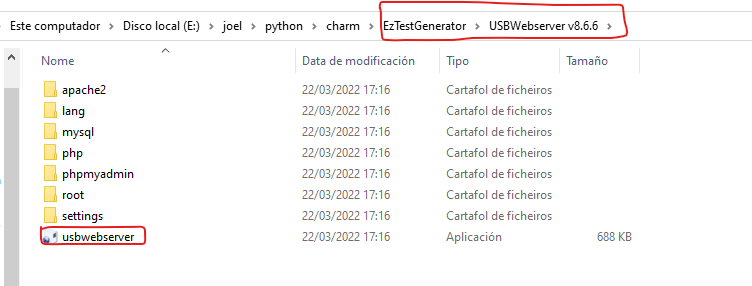 Este computador > Disco local (E:) > joel > python > charm > EzTestGenerator > USBWebserver v8.6.6 >
Nome Data de modificación Tipo Tamaño
apache2 22/03/2022 17:16 Cartafol de ficheiros
lang 22/03/2022 17:16 Cartafol de ficheiros
mysql 22/03/2022 17:16 Cartafol de ficheiros
php 22/03/2022 17:16 Cartafol de ficheiros
phpmyadmin 22/03/2022 17:16 Cartafol de ficheiros
root 22/03/2022 17:16 Cartafol de ficheiros
settings 22/03/2022 17:16 Cartafol de ficheiros
usbwebserver 22/03/2022 17:16 Aplicación 688 KB